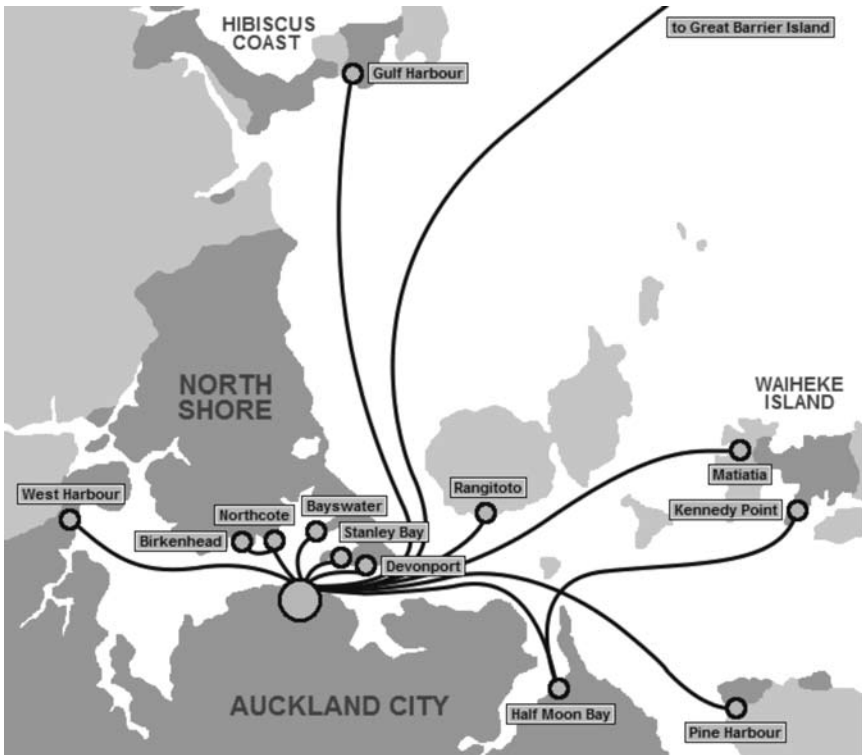 HIBISCUS
COAST
to Great Barrier Island
Gulf Harbour
NORTH
SHORE
WAIHEKE
ISLAND
Matiatia
West Harbour
Northcote
Bayswater
Rangitoto
Kennedy Point
Birkenhead
Stanley Bay
Devonport
AUCKLAND CITY
Half Moon Bay
Pine Harbour